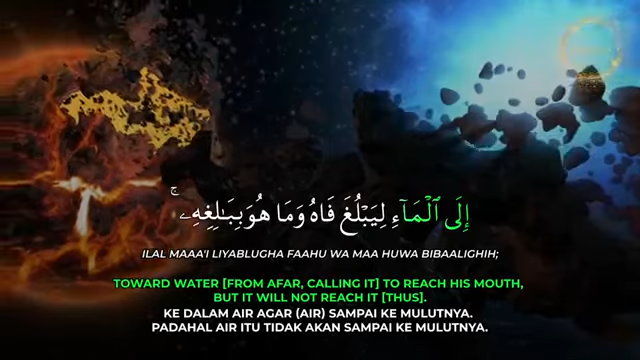 إِلَى ٱلْمَآءِ لِيَبْلُغَ فَاهُ وَمَا هُوَ بِبَـٰلِغِهِۦ ۚ
ILAL MAAA'I LIYABLUGHA FAAHU WA MAA HUWA BIBAALIGHIH;
TOWARD WATER [FROM AFAR, CALLING IT] TO REACH HIS MOUTH,
BUT IT WILL NOT REACH IT [THUS].
KE DALAM AIR AGAR (AIR) SAMPAI KE MULUTNYA.
PADAHAL AIR ITU TIDAK AKAN SAMPAI KE MULUTNYA.